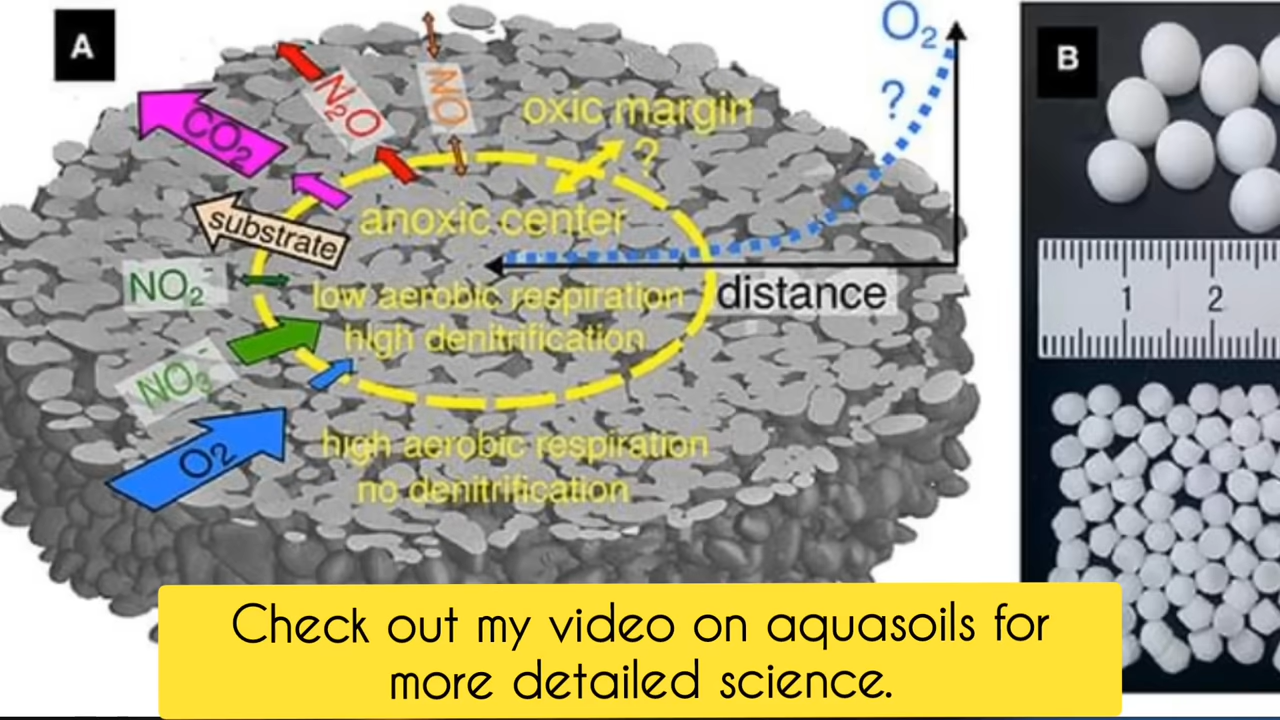 A
N₂O
NO
CO₂
substrate
NO₂⁻
NO₃⁻
O₂
oxic margin
?
anoxic center
low aerobic respiration
high denitrification
high aerobic respiration
no denitrification
O₂
?
distance
B
1 2
Check out my video on aquasoils for
more detailed science.